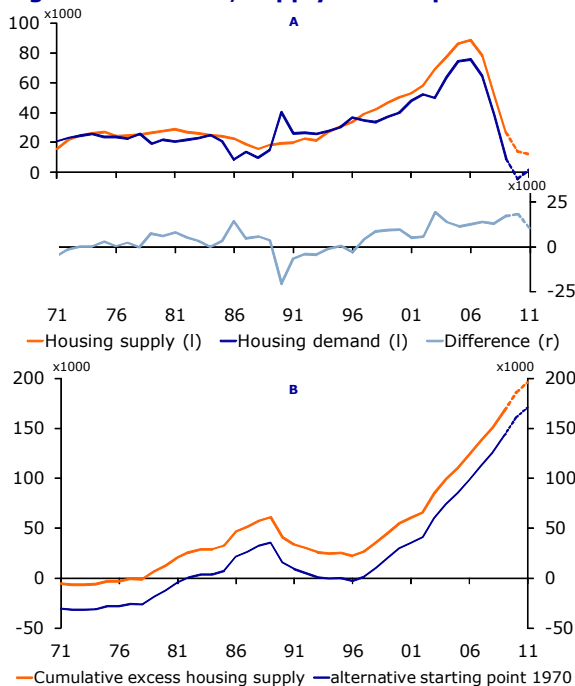 x1000
A
100
80
60
40
20
0
x1000
25
0
-25
71 76 81 86 91 96 01 06 11
Housing supply (l) Housing demand (l) Difference (r)
x1000 x1000
B
200 200
150 150
100 100
50 50
0 0
-50 -50
71 76 81 86 91 96 01 06 11
Cumulative excess housing supply alternative starting point 1970